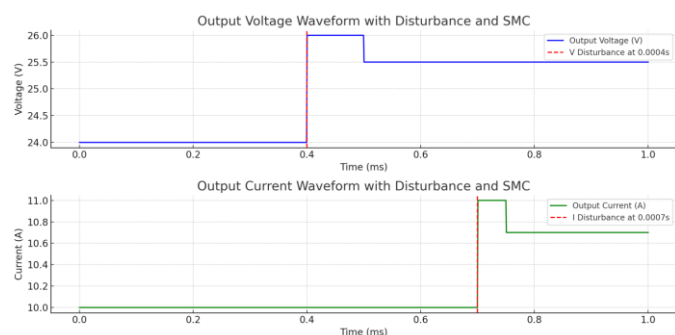 Output Voltage Waveform with Disturbance and SMC
26.0
25.5
25.0
24.5
24.0
Voltage (V)
Output Voltage (V)
V Disturbance at 0.0004s
0.0 0.2 0.4 0.6 0.8 1.0
Time (ms)
Output Current Waveform with Disturbance and SMC
11.0
10.8
10.6
10.4
10.2
10.0
Current (A)
Output Current (A)
I Disturbance at 0.0007s
0.0 0.2 0.4 0.6 0.8 1.0
Time (ms)